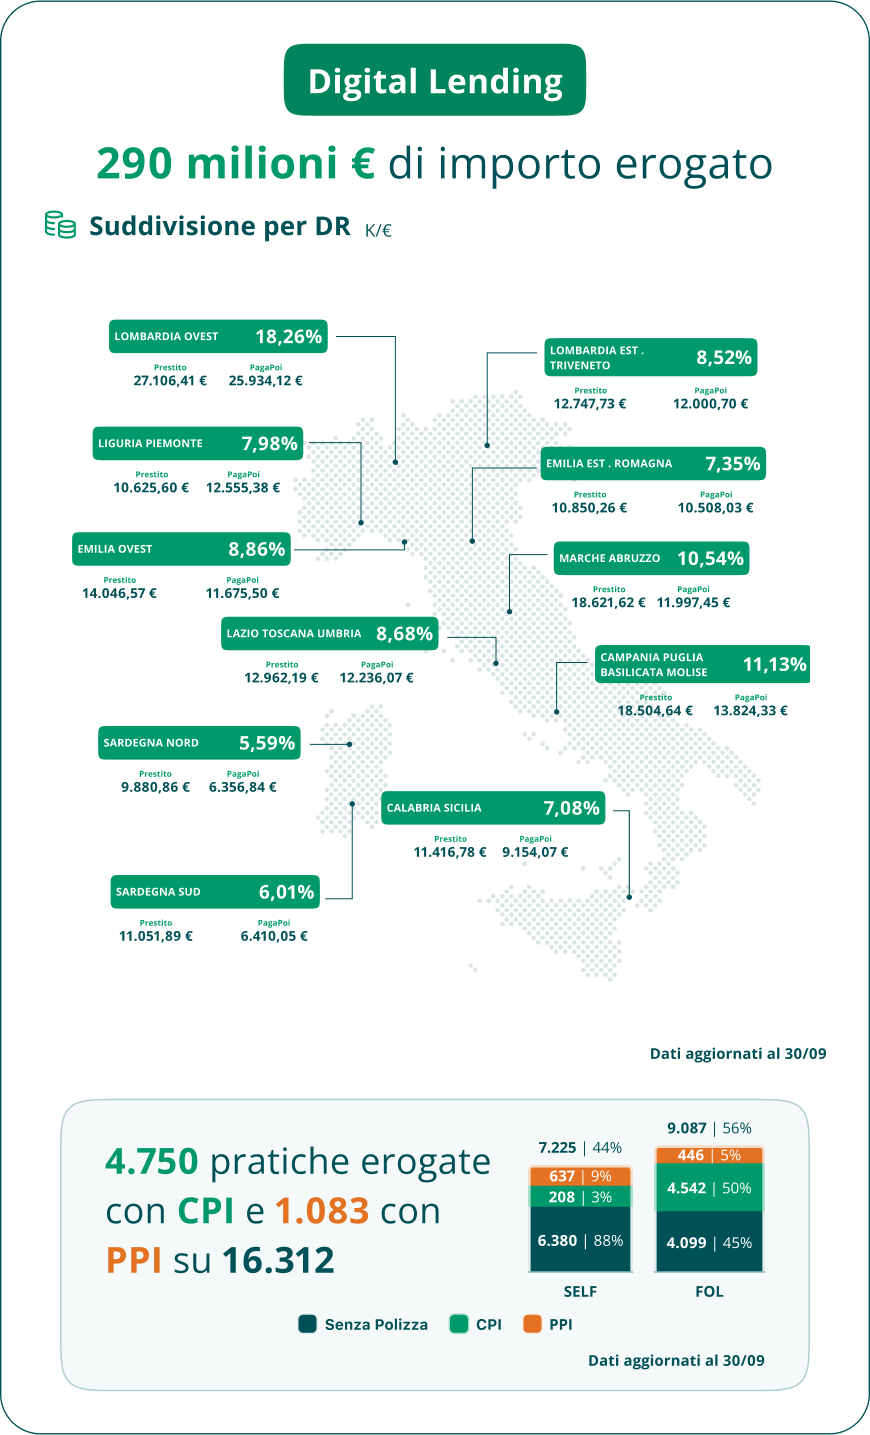 Digital Lending
290 milioni € di importo erogato
Suddivisione per DR K/€
LOMBARDIA OVEST 18,26%
Prestito PagaPoi
27.106,41 € 25.934,12 €
LOMBARDIA EST .
TRIVENETO
8,52%
Prestito PagaPoi
12.747,73 € 12.000,70 €
LIGURIA PIEMONTE 7,98%
Prestito PagaPoi
10.625,60 € 12.555,38 €
EMILIA EST . ROMAGNA 7,35%
Prestito PagaPoi
10.850,26 € 10.508,03 €
EMILIA OVEST 8,86%
Prestito PagaPoi
14.046,57 € 11.675,50 €
MARCHE ABRUZZO 10,54%
Prestito PagaPoi
18.621,62 € 11.997,45 €
LAZIO TOSCANA UMBRIA 8,68%
Prestito PagaPoi
12.962,19 € 12.236,07 €
CAMPANIA PUGLIA
BASILICATA MOLISE
11,13%
Prestito PagaPoi
18.504,64 € 13.824,33 €
SARDEGNA NORD 5,59%
Prestito PagaPoi
9.880,86 € 6.356,84 €
CALABRIA SICILIA 7,08%
Prestito PagaPoi
11.416,78 € 9.154,07 €
SARDEGNA SUD 6,01%
Prestito PagaPoi
11.051,89 € 6.410,05 €
Dati aggiornati al 30/09
4.750 pratiche erogate
con CPI e 1.083 con
PPI su 16.312
7.225 | 44%
637 | 9%
208 | 3%
6.380 | 88%
SELF
9.087 | 56%
446 | 5%
4.542 | 50%
4.099 | 45%
FOL
Senza Polizza CPI PPI
Dati aggiornati al 30/09